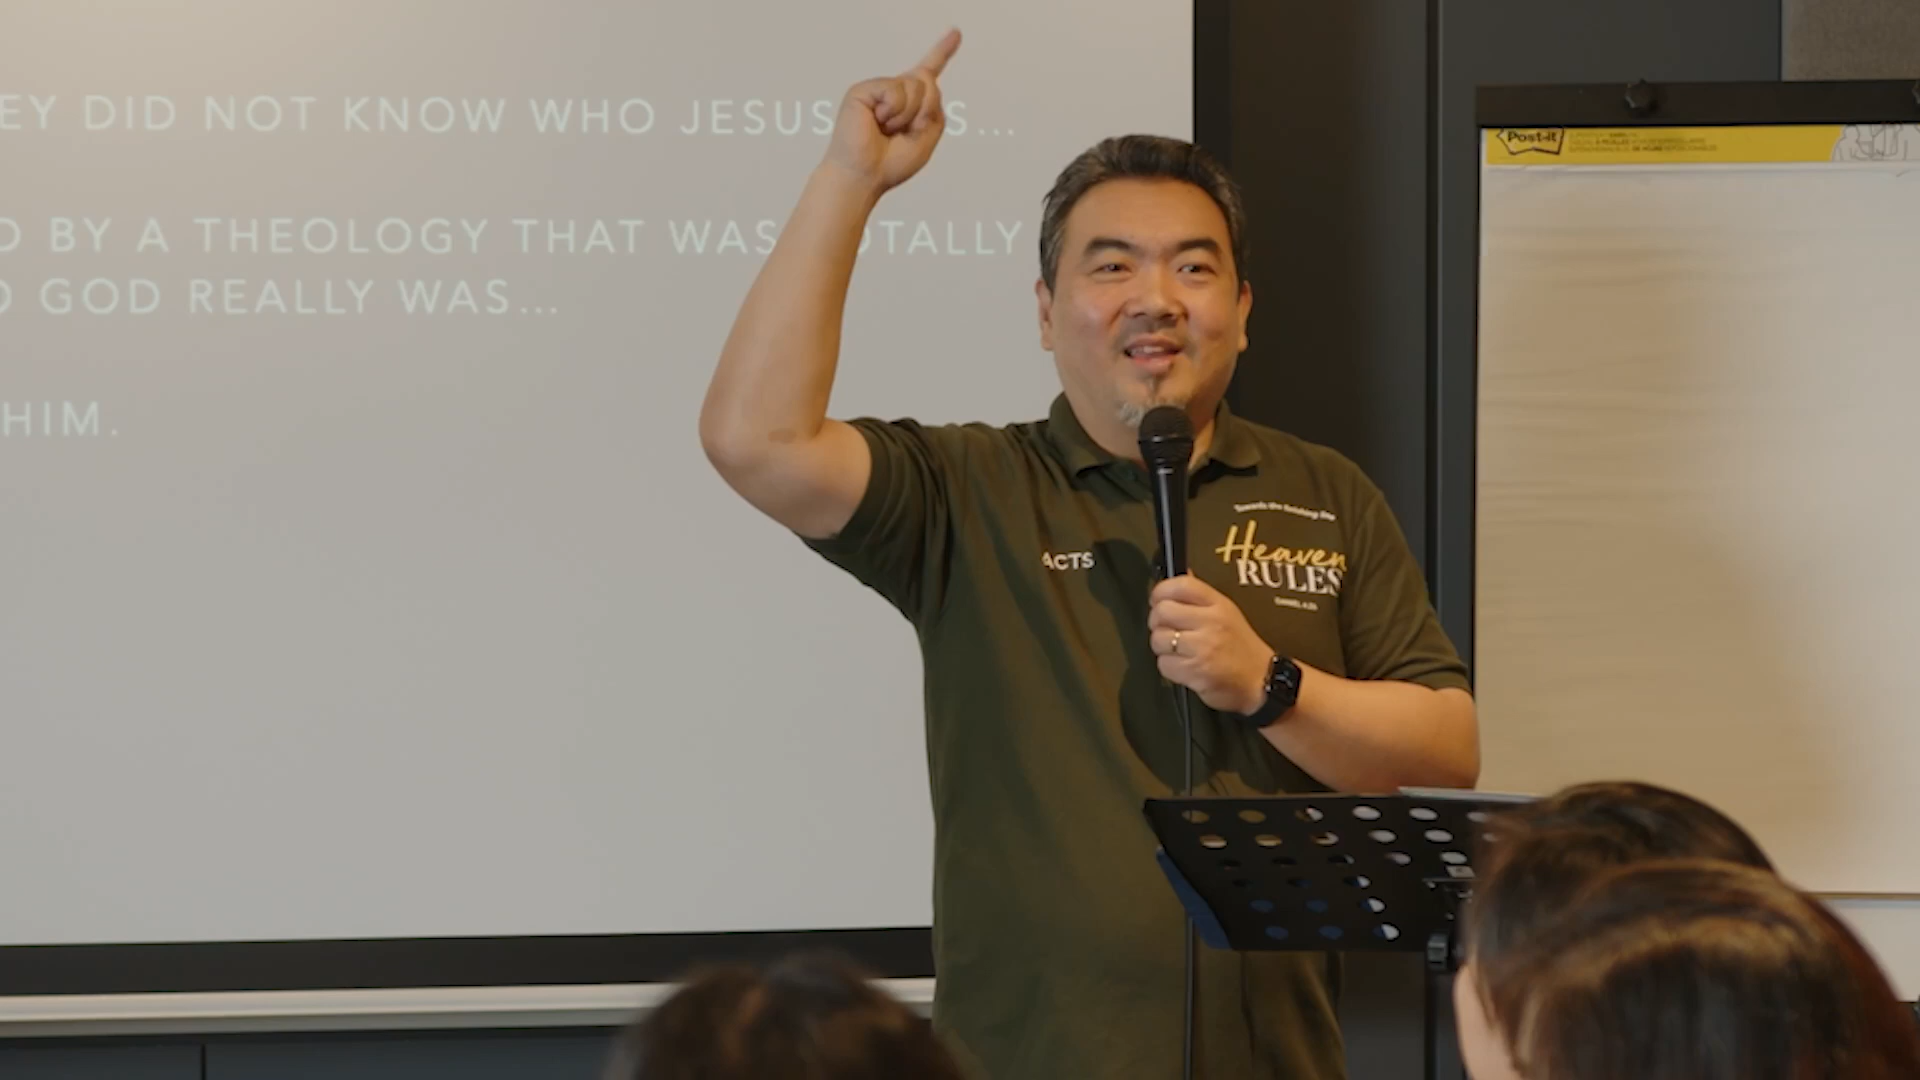 EY DID NOT KNOW WHO JESUS S...
D BY A THEOLOGY THAT WAS OTALLY
O GOD REALLY WAS...
HIM.
Post-it
ACTS
Heaven
RULES